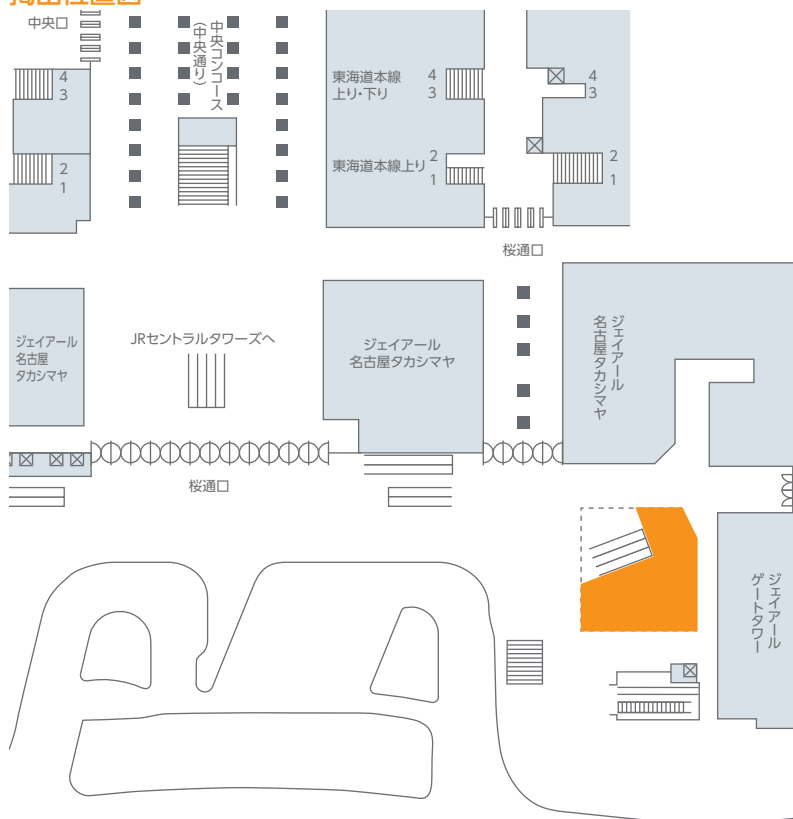 掲出位置図
中央口
中央コンコース
(中央通り)
4
3
2
1
東海道本線
上り・下り
4
3
東海道本線上り
2
1
4
3
2
1
桜通口
ジェイアール
名古屋
タカシマヤ
JRセントラルタワーズへ
ジェイアール
名古屋タカシマヤ
ジェイアール
名古屋タカシマヤ
桜通口
ジェイアール
ゲートタワー